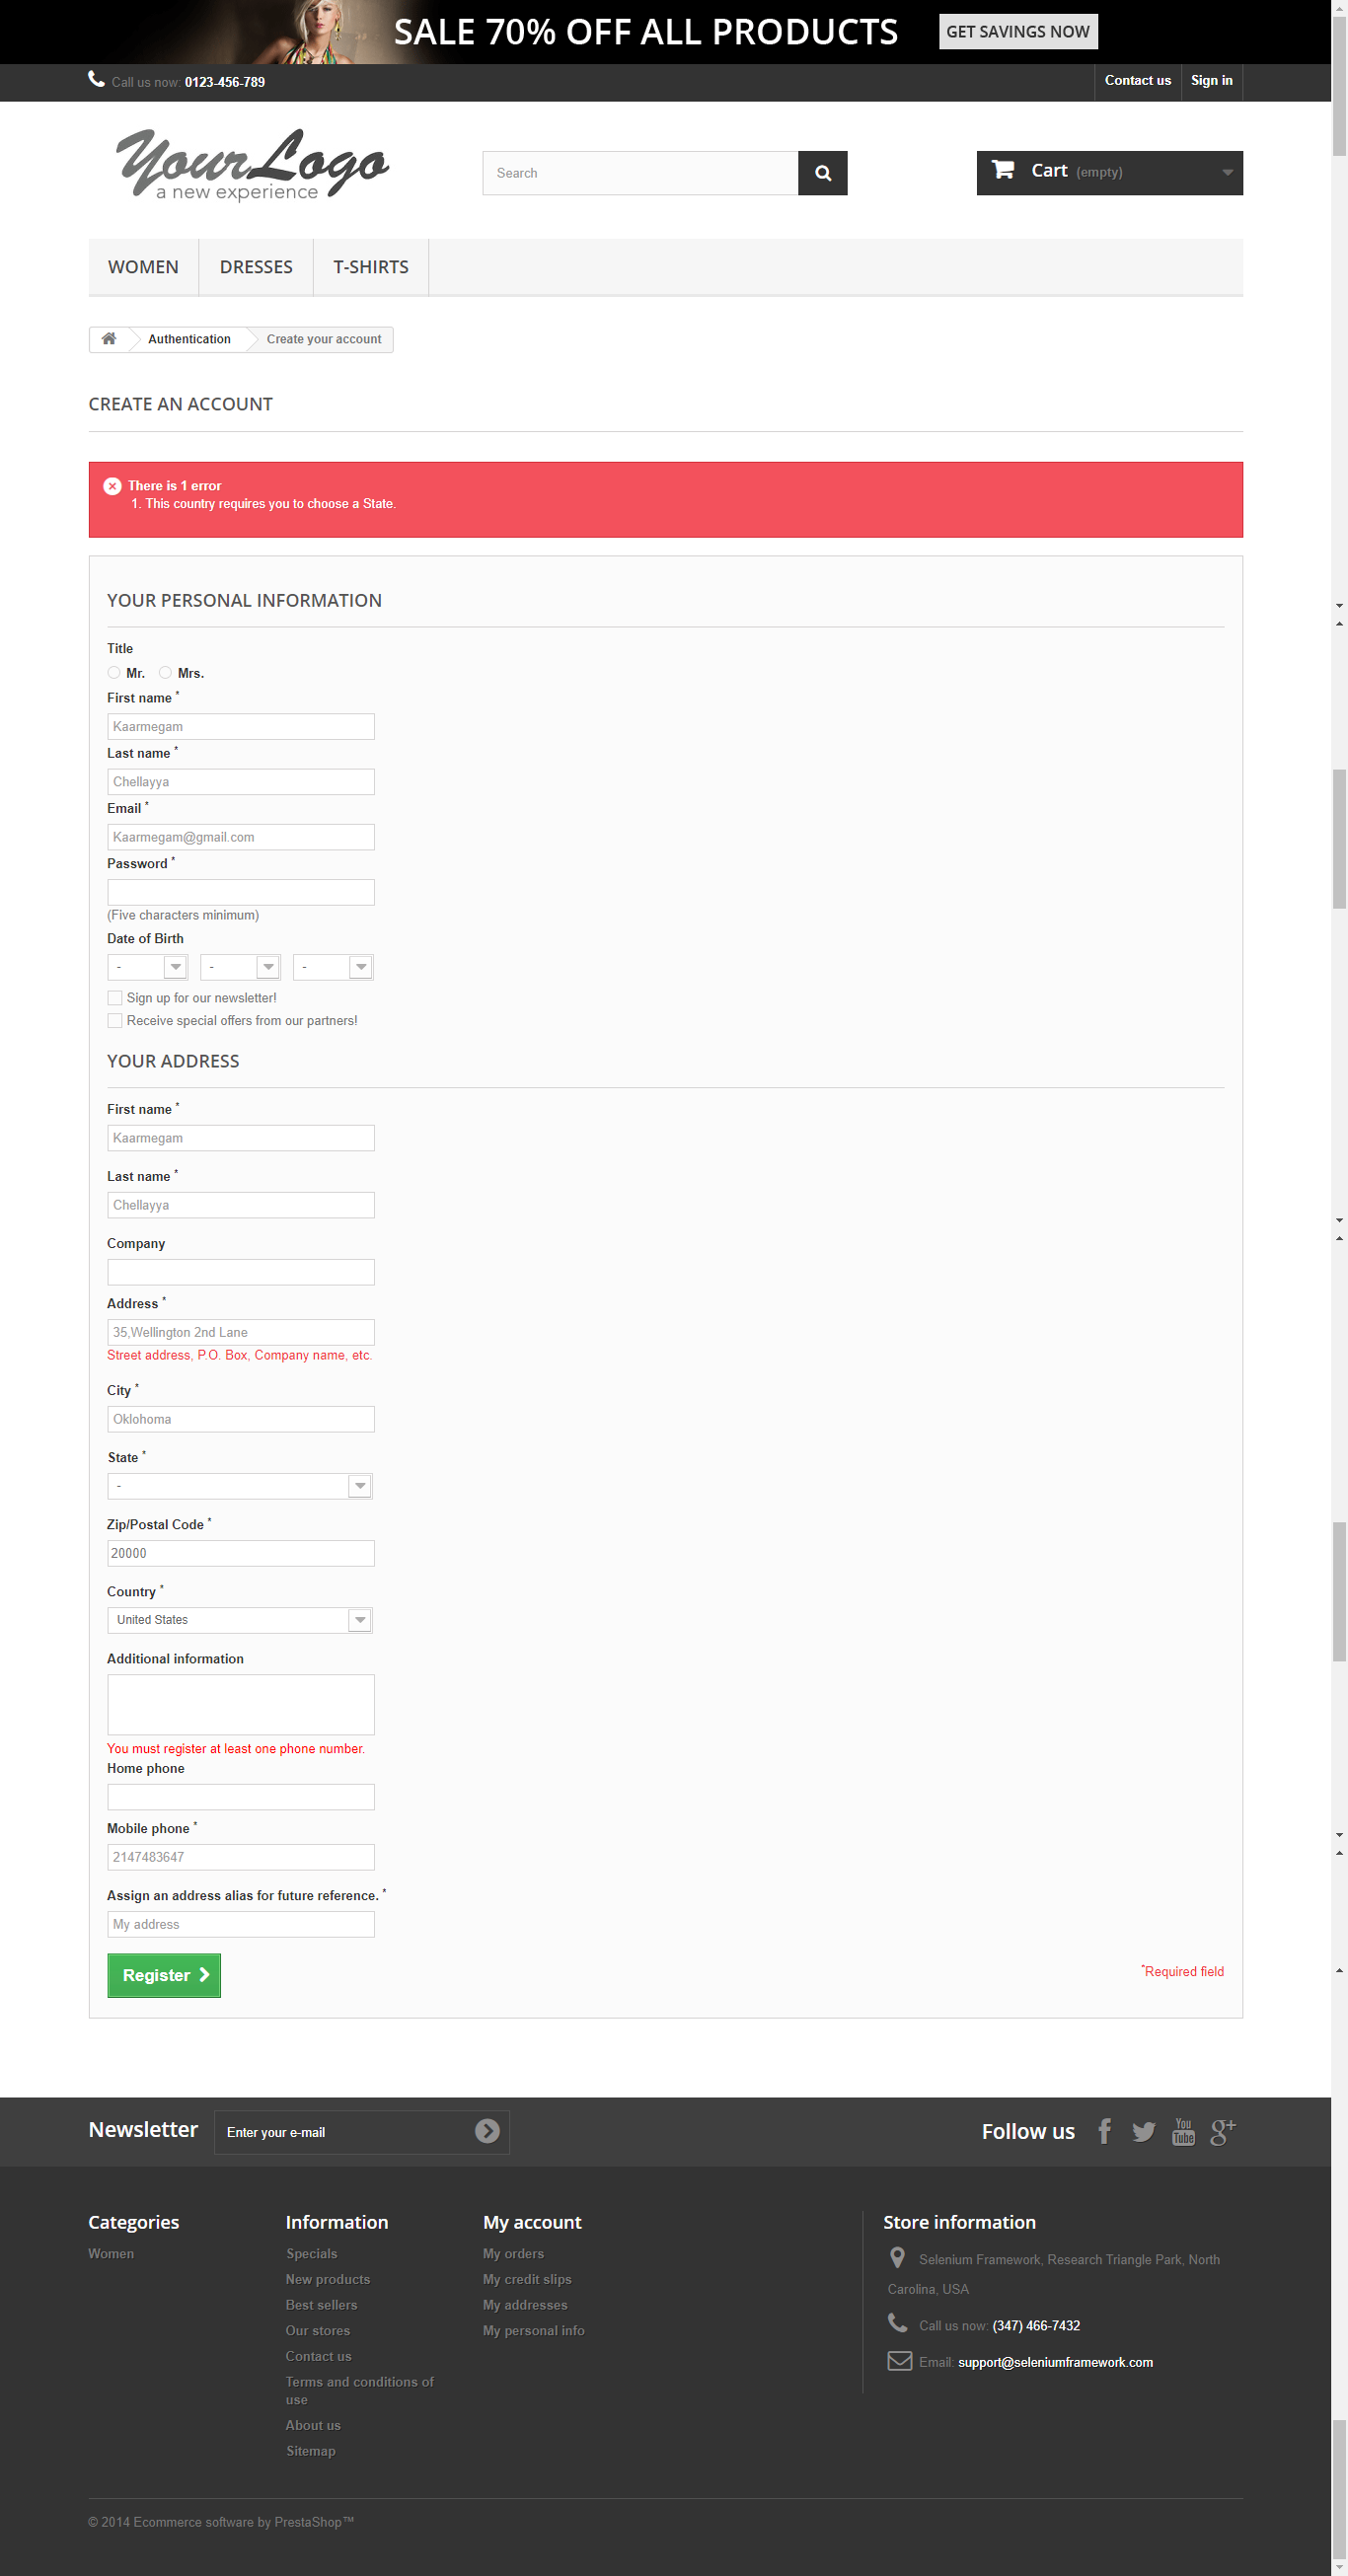 SALE 70% OFF ALL PRODUCTS GET SAVINGS NOW
Call us now: 0123-456-789 Contact us Sign in
YourLogo
a new experience
Search
Cart (empty)
WOMEN DRESSES T-SHIRTS
Authentication Create your account
CREATE AN ACCOUNT
There is 1 error
1. This country requires you to choose a State.
YOUR PERSONAL INFORMATION
Title
Mr. Mrs.
First name *
Kaarmegam
Last name *
Chellayya
Email *
Kaarmegam@gmail.com
Password *
(Five characters minimum)
Date of Birth
- - -
Sign up for our newsletter!
Receive special offers from our partners!
YOUR ADDRESS
First name *
Kaarmegam
Last name *
Chellayya
Company
Address *
35,Wellington 2nd Lane
Street address, P.O. Box, Company name, etc.
City *
Oklohoma
State *
-
Zip/Postal Code *
20000
Country *
United States
Additional information
You must register at least one phone number.
Home phone
Mobile phone *
2147483647
Assign an address alias for future reference. *
My address
Register
*Required field
Newsletter Enter your e-mail Follow us
Categories
Women
Information
Specials
New products
Best sellers
Our stores
Contact us
Terms and conditions of
use
About us
Sitemap
My account
My orders
My credit slips
My addresses
My personal info
Store information
Selenium Framework, Research Triangle Park, North
Carolina, USA
Call us now: (347) 466-7432
Email: support@seleniumframework.com
© 2014 Ecommerce software by PrestaShop™